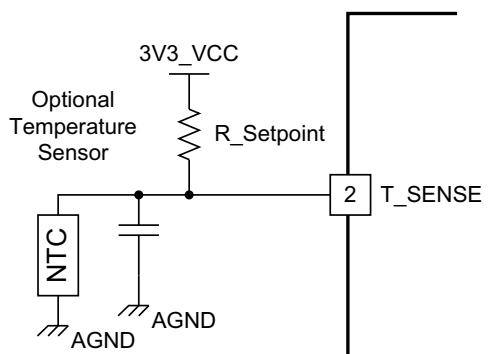 3V3_VCC
Optional
Temperature
Sensor
R_Setpoint
2
T_SENSE
NTC
AGND
AGND